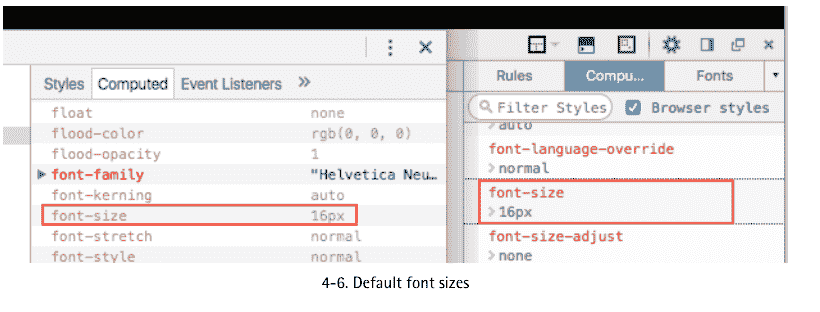 Styles Computed Event Listeners »
float none
flood-color rgb(0, 0, 0)
flood-opacity 1
font-family "Helvetica Neu…
font-kerning auto
font-size 16px
font-stretch normal
font-style normal
Rules Compu... Fonts
Filter Styles Browser styles
auto
font-language-override
normal
font-size
16px
font-size-adjust
none
4-6. Default font sizes